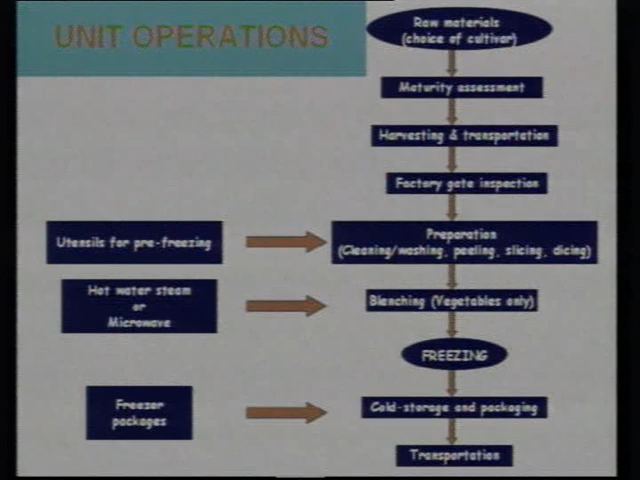 UNIT OPERATIONS
Raw materials
(choice of cultivar)
Maturity assessment
Harvesting & transportation
Factory gate inspection
Utensils for pre-freezing
Preparation
(Cleaning/washing, peeling, slicing, dicing)
Hot water steam
or
Microwave
Blenching (Vegetables only)
FREEZING
Freezer
packages
Cold-storage and packaging
Transportation